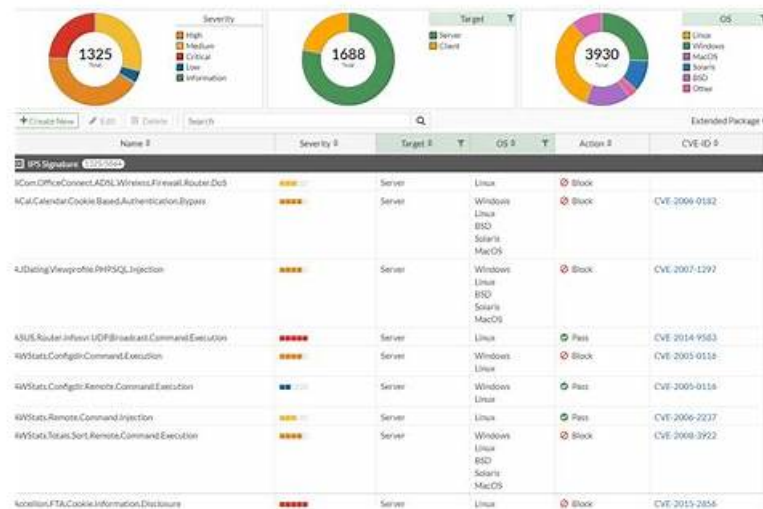 Severity
1325
Total
High
Medium
Critical
Low
Information
Target
1688
Total
Server
Client
OS
3930
Total
Linux
Windows
MacOS
Solaris
BSD
Other
Create New Edit Delete Search Extended Package
Name Severity Target OS Action CVE-ID
IPS Signature 1325/5664
3Com.OfficeConnect.ADSL.Wireless.Firewall.Router.DoS Server Linux Block
4Cal.Calendar.Cookie.Based.Authentication.Bypass Server Windows Block CVE-2006-0182
Linux
BSD
Solaris
MacOS
AJDating.Viewprofile.PHP.SQL.Injection Server Windows Block CVE-2007-1297
Linux
BSD
Solaris
MacOS
ASUS.Router.infosvr.UDP.Broadcast.Command.Execution Server Linux Pass CVE-2014-9583
AWStats.Configdir.Command.Execution Server Windows Block CVE-2005-0116
Linux
AWStats.Configdir.Remote.Command.Execution Server Windows Pass CVE-2005-0116
Linux
AWStats.Remote.Command.Injection Server Linux Pass CVE-2006-2237
AWStats.Totals.Sort.Remote.Command.Execution Server Windows Block CVE-2008-3922
Linux
BSD
Solaris
MacOS
Accellion.FTA.Cookie.Information.Disclosure Server Linux Block CVE-2015-2856